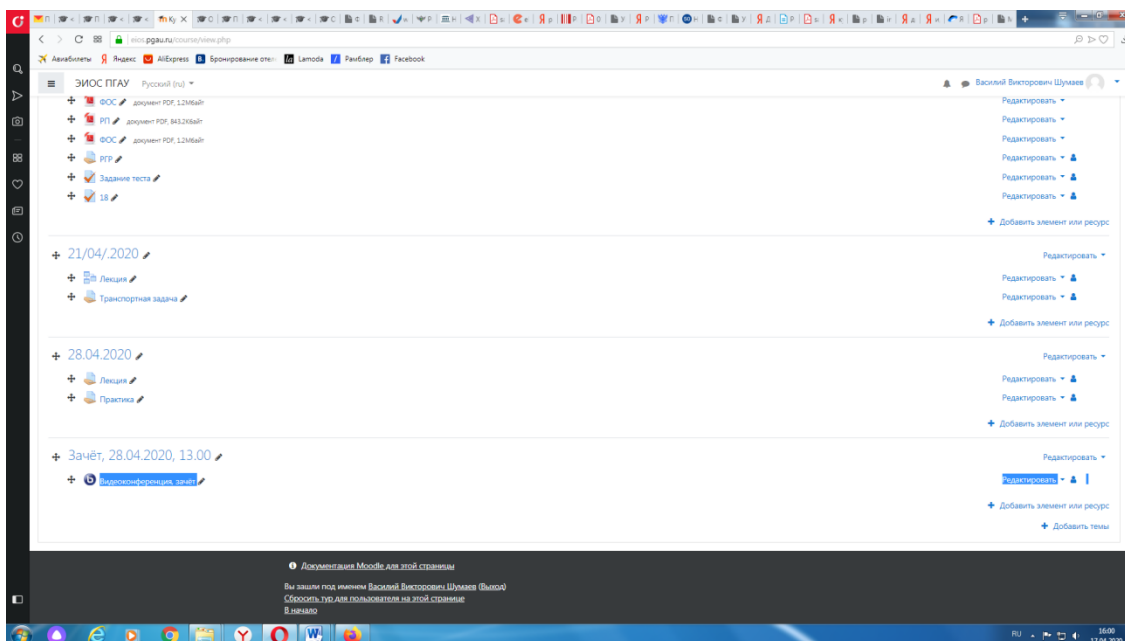 eios.pgau.ru/course/view.php
Авиабилеты Яндекс AliExpress Бронирование отел Lamoda Рамблер Facebook
ЭИОС ПГАУ Русский (ru) Василий Викторович Шумаев
ФОС документ PDF, 1.2Мбайт Редактировать
РП документ PDF, 843.2Кбайт Редактировать
ФОС документ PDF, 1.2Мбайт Редактировать
РГР Редактировать
Задание теста Редактировать
18 Редактировать
+ Добавить элемент или ресурс
21/04/.2020 Редактировать
Лекция Редактировать
Транспортная задача Редактировать
+ Добавить элемент или ресурс
28.04.2020 Редактировать
Лекция Редактировать
Практика Редактировать
+ Добавить элемент или ресурс
Зачёт, 28.04.2020, 13.00 Редактировать
Видеоконференция, зачёт Редактировать
+ Добавить элемент или ресурс
+ Добавить темы
Документация Moodle для этой страницы
Вы зашли под именем Василий Викторович Шумаев (Выход)
Сбросить тур для пользователя на этой странице
В начало
RU 16:00
17.04.2020